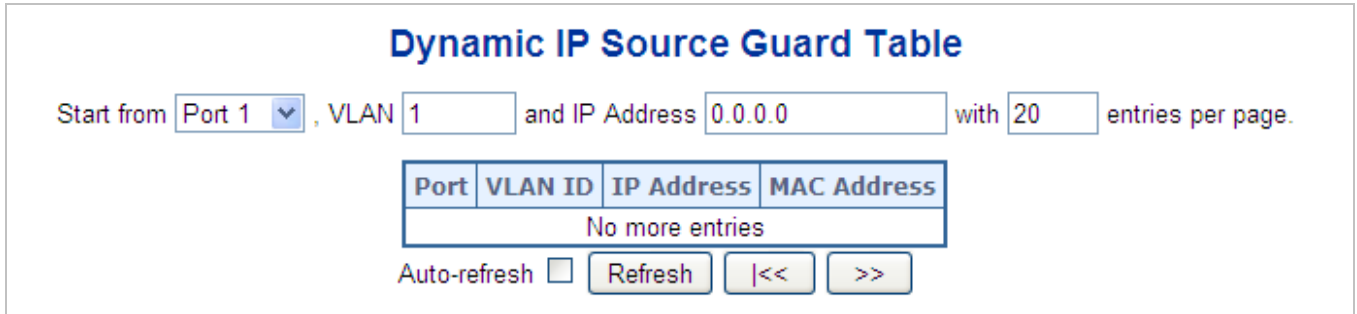 Dynamic IP Source Guard Table
Start from Port 1 , VLAN 1 and IP Address 0.0.0.0 with 20 entries per page.
Port VLAN ID IP Address MAC Address
No more entries
Auto-refresh Refresh |<< >>